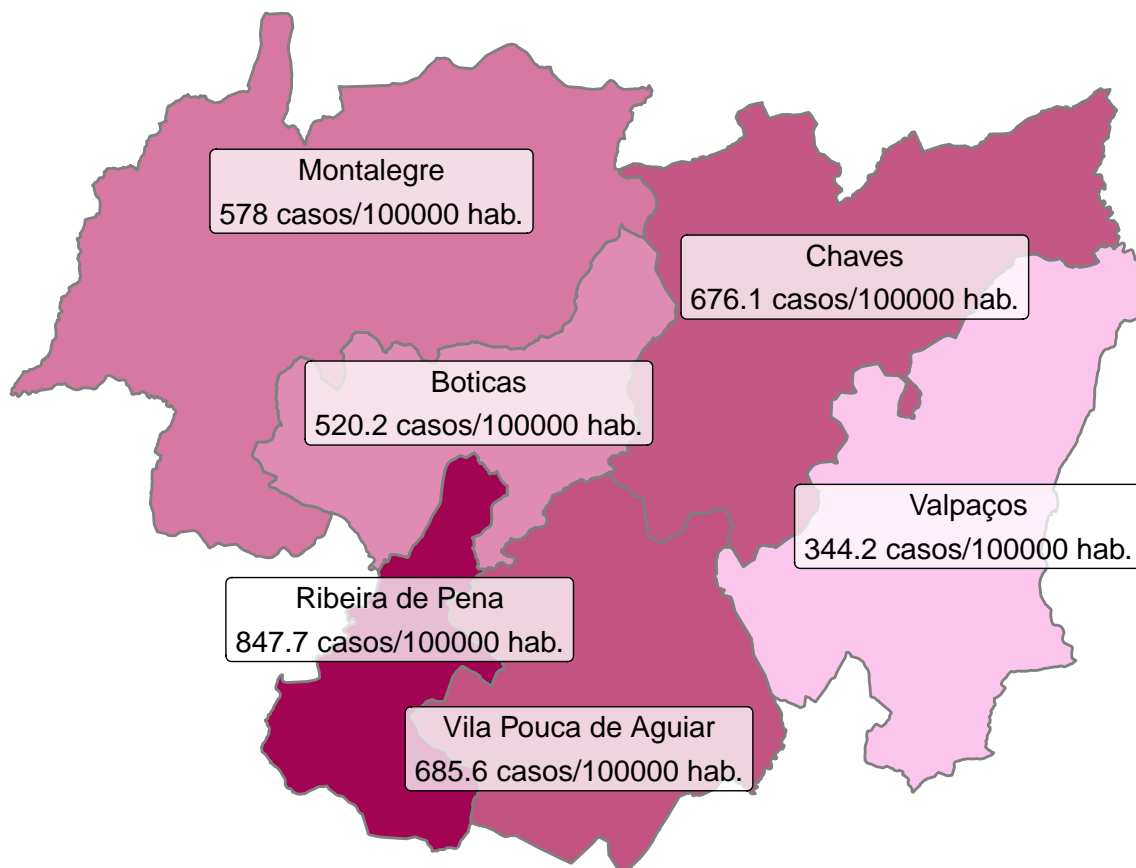 Montalegre
578 casos/100000 hab.
Chaves
676.1 casos/100000 hab.
Boticas
520.2 casos/100000 hab.
Valpaços
344.2 casos/100000 hab.
Ribeira de Pena
847.7 casos/100000 hab.
Vila Pouca de Aguiar
685.6 casos/100000 hab.